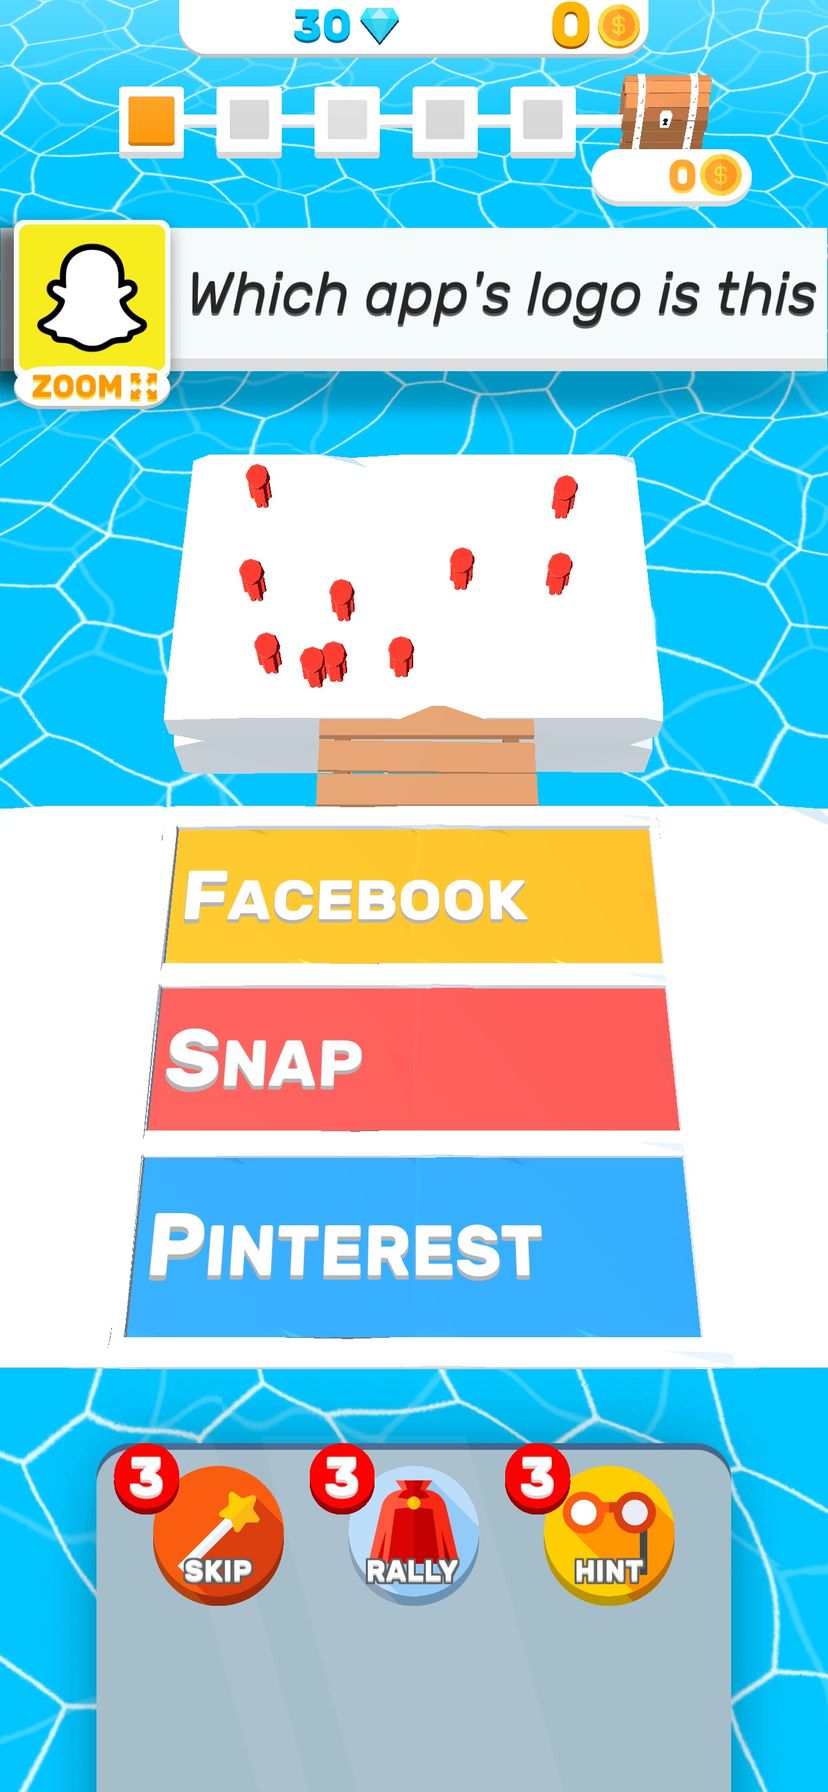 30 0
0
Which app's logo is this
ZOOM
FACEBOOK
SNAP
PINTEREST
3 3 3
SKIP RALLY HINT